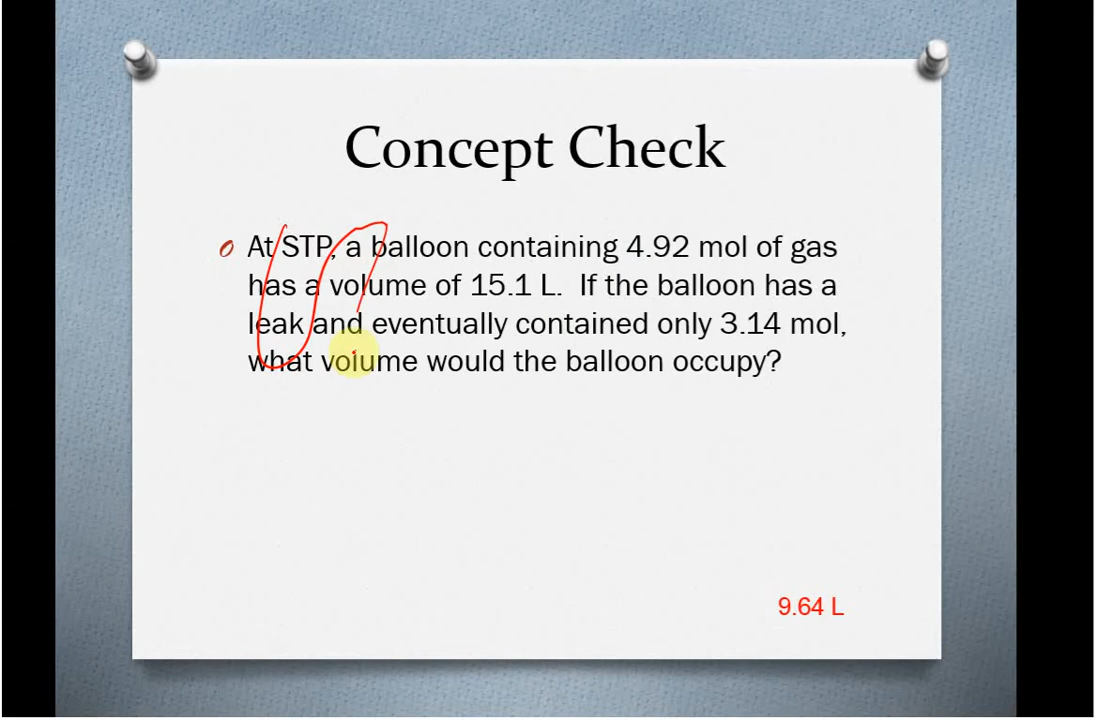 Concept Check
At STP, a balloon containing 4.92 mol of gas
has a volume of 15.1 L. If the balloon has a
leak and eventually contained only 3.14 mol,
what volume would the balloon occupy?
9.64 L